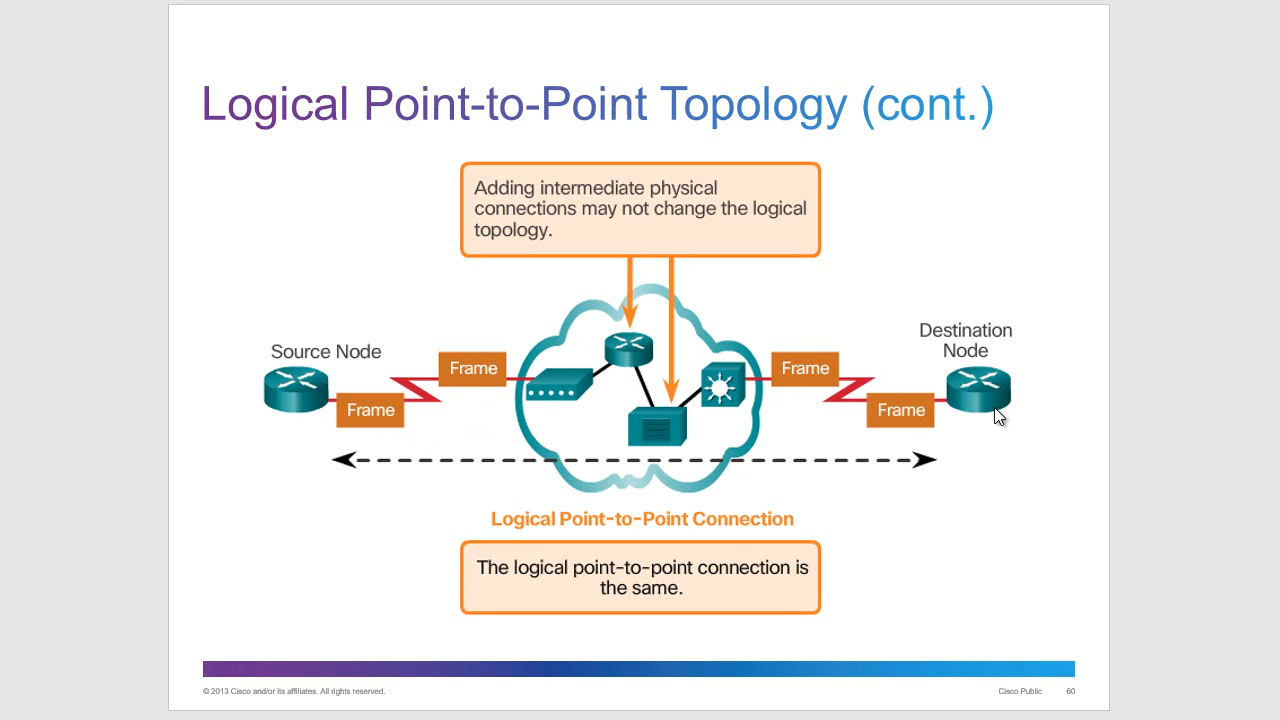 Logical Point-to-Point Topology (cont.)
Adding intermediate physical
connections may not change the logical
topology.
Destination
Node
Source Node
Frame
Frame
Frame
Frame
Logical Point-to-Point Connection
The logical point-to-point connection is
the same.
© 2013 Cisco and/or its affiliates. All rights reserved.
Cisco Public
60